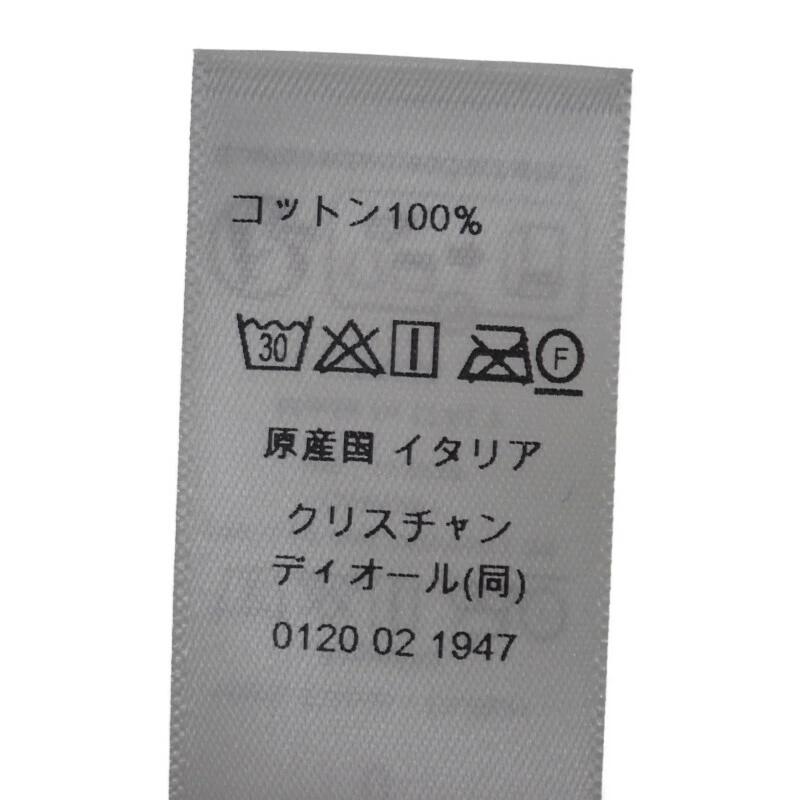 コットン100%
30 F
原産国 イタリア
クリスチャン
ディオール(同)
0120 02 1947